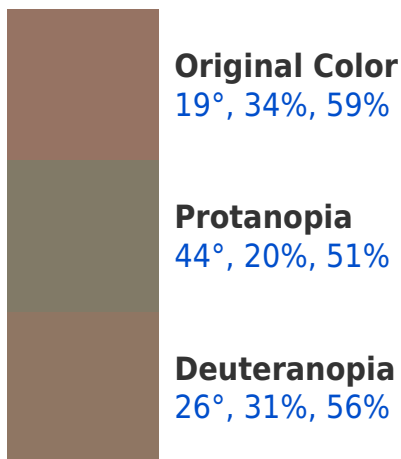 Original Color
19°, 34%, 59%
Protanopia
44°, 20%, 51%
Deuteranopia
26°, 31%, 56%